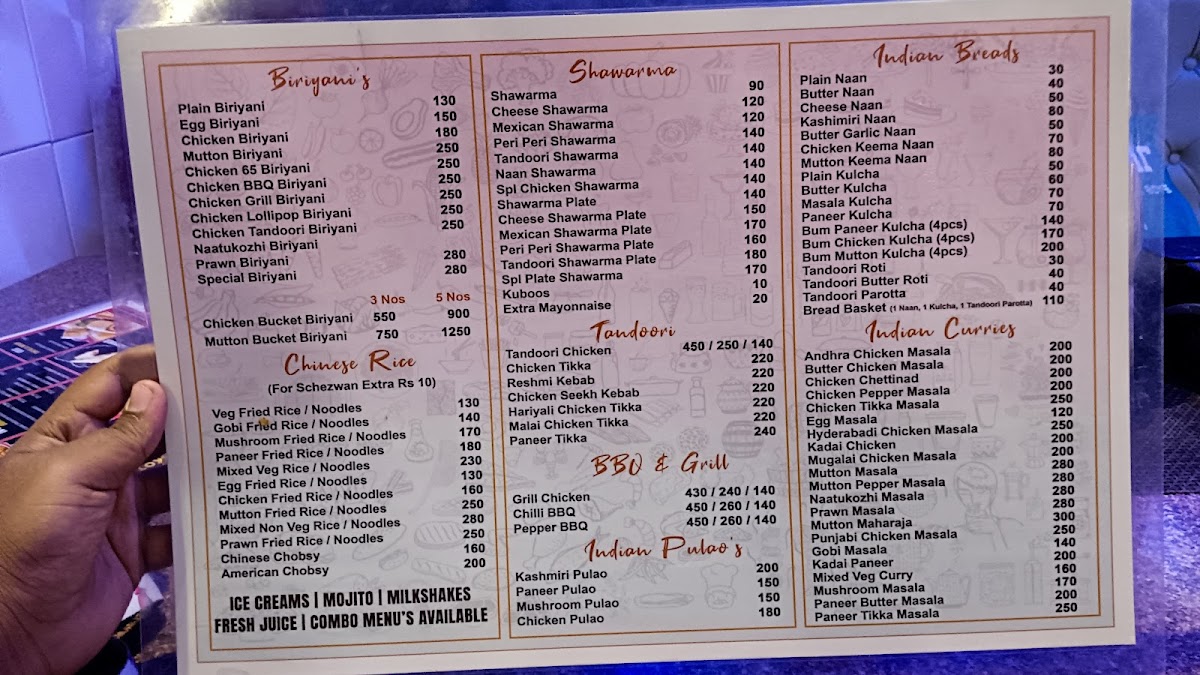 Biriyani's
Plain Biriyani 130
Egg Biriyani 150
Chicken Biriyani 180
Mutton Biriyani 250
Chicken 65 Biriyani 250
Chicken BBQ Biriyani 250
Chicken Grill Biriyani 250
Chicken Lollipop Biriyani 250
Chicken Tandoori Biriyani 250
Naatukozhi Biriyani
Prawn Biriyani 280
Special Biriyani 280
3 Nos 5 Nos
Chicken Bucket Biriyani 550 900
Mutton Bucket Biriyani 750 1250
Chinese Rice
(For Schezwan Extra Rs 10)
Veg Fried Rice / Noodles 130
Gobi Fried Rice / Noodles 140
Mushroom Fried Rice / Noodles 170
Paneer Fried Rice / Noodles 180
Mixed Veg Rice / Noodles 230
Egg Fried Rice / Noodles 130
Chicken Fried Rice / Noodles 160
Mutton Fried Rice / Noodles 250
Mixed Non Veg Rice / Noodles 280
Prawn Fried Rice / Noodles 250
Chinese Chobsy 160
American Chobsy 200
ICE CREAMS | MOJITO | MILKSHAKES
FRESH JUICE | COMBO MENU'S AVAILABLE
Shawarma
Shawarma 90
Cheese Shawarma 120
Mexican Shawarma 120
Peri Peri Shawarma 140
Tandoori Shawarma 140
Naan Shawarma 140
Spl Chicken Shawarma 140
Shawarma Plate 140
Cheese Shawarma Plate 150
Mexican Shawarma Plate 170
Peri Peri Shawarma Plate 160
Tandoori Shawarma Plate 180
Spl Plate Shawarma 170
Kuboos 10
Extra Mayonnaise 20
Tandoori
Tandoori Chicken 450 / 250 / 140
Chicken Tikka 220
Reshmi Kebab 220
Chicken Seekh Kebab 220
Hariyali Chicken Tikka 220
Malai Chicken Tikka 220
Paneer Tikka 240
BBQ & Grill
Grill Chicken 430 / 240 / 140
Chilli BBQ 450 / 260 / 140
Pepper BBQ 450 / 260 / 140
Indian Pulao's
Kashmiri Pulao 200
Paneer Pulao 150
Mushroom Pulao 150
Chicken Pulao 180
Indian Breads
Plain Naan 30
Butter Naan 40
Cheese Naan 50
Kashimiri Naan 80
Butter Garlic Naan 50
Chicken Keema Naan 70
Mutton Keema Naan 80
Plain Kulcha 50
Butter Kulcha 60
Masala Kulcha 70
Paneer Kulcha 70
Bum Paneer Kulcha (4pcs) 140
Bum Chicken Kulcha (4pcs) 170
Bum Mutton Kulcha (4pcs) 200
Tandoori Roti 30
Tandoori Butter Roti 40
Tandoori Parotta 40
Bread Basket (1 Naan, 1 Kulcha, 1 Tandoori Parotta) 110
Indian Curries
Andhra Chicken Masala 200
Butter Chicken Masala 200
Chicken Chettinad 200
Chicken Pepper Masala 200
Chicken Tikka Masala 250
Egg Masala 120
Hyderabadi Chicken Masala 250
Kadai Chicken 200
Mugalai Chicken Masala 200
Mutton Masala 280
Mutton Pepper Masala 280
Naatukozhi Masala 280
Prawn Masala 280
Mutton Maharaja 300
Punjabi Chicken Masala 250
Gobi Masala 140
Kadai Paneer 200
Mixed Veg Curry 160
Mushroom Masala 170
Paneer Butter Masala 200
Paneer Tikka Masala 250